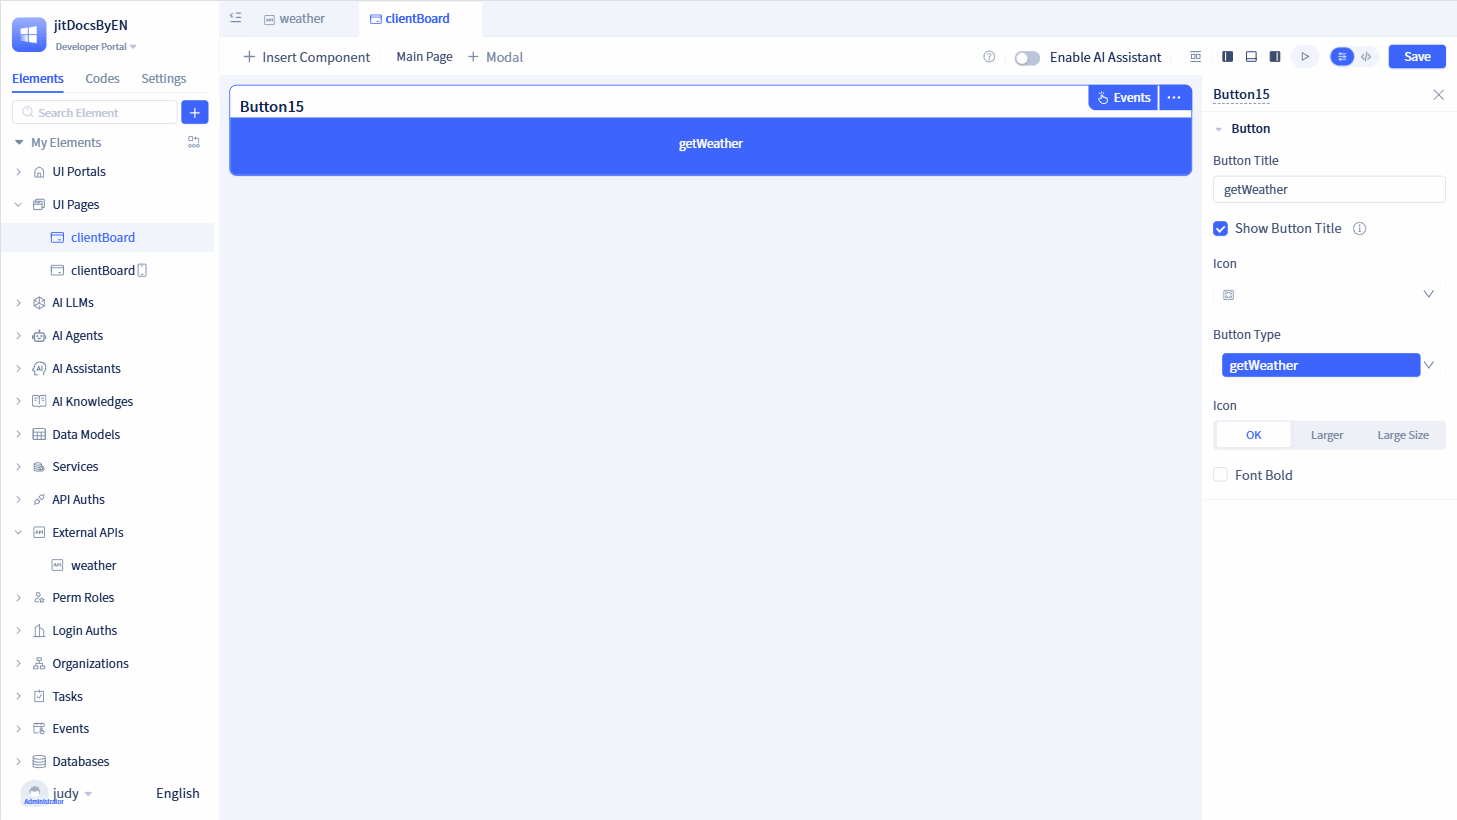 jitDocsByEN
Developer Portal
Elements
Codes
Settings
Search Element
My Elements
UI Portals
UI Pages
clientBoard
clientBoard
AI LLMs
AI Agents
AI Assistants
AI Knowledges
Data Models
Services
API Auths
External APIs
weather
Perm Roles
Login Auths
Organizations
Tasks
Events
Databases
judy
Administrator
English
weather
clientBoard
Insert Component
Main Page
Modal
Enable AI Assistant
Save
Button15
Events
getWeather
Button15
Button
Button Title
getWeather
Show Button Title
Icon
Button Type
getWeather
Icon
OK
Larger
Large Size
Font Bold